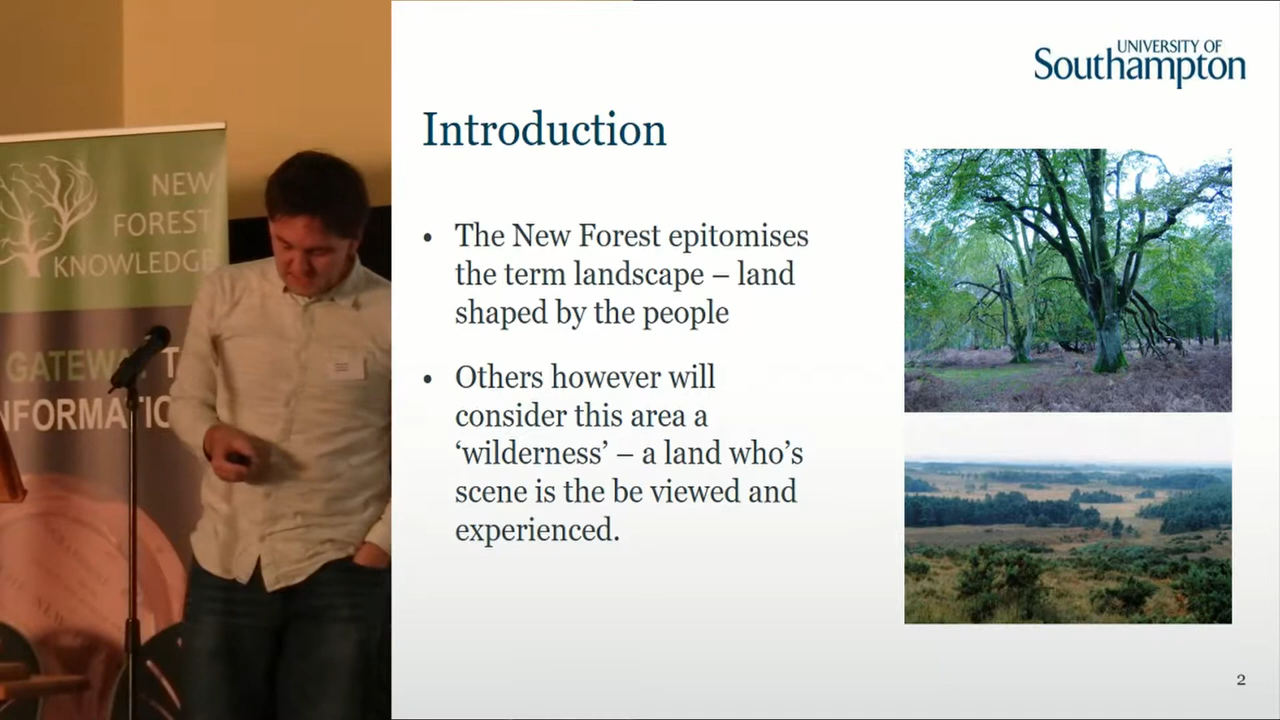 NEW
FOREST
KNOWLEDGE
GATEWAY T
NFORMATIO
UNIVERSITY OF
Southampton
Introduction
• The New Forest epitomises
the term landscape – land
shaped by the people
• Others however will
consider this area a
‘wilderness’ – a land who’s
scene is the be viewed and
experienced.
2